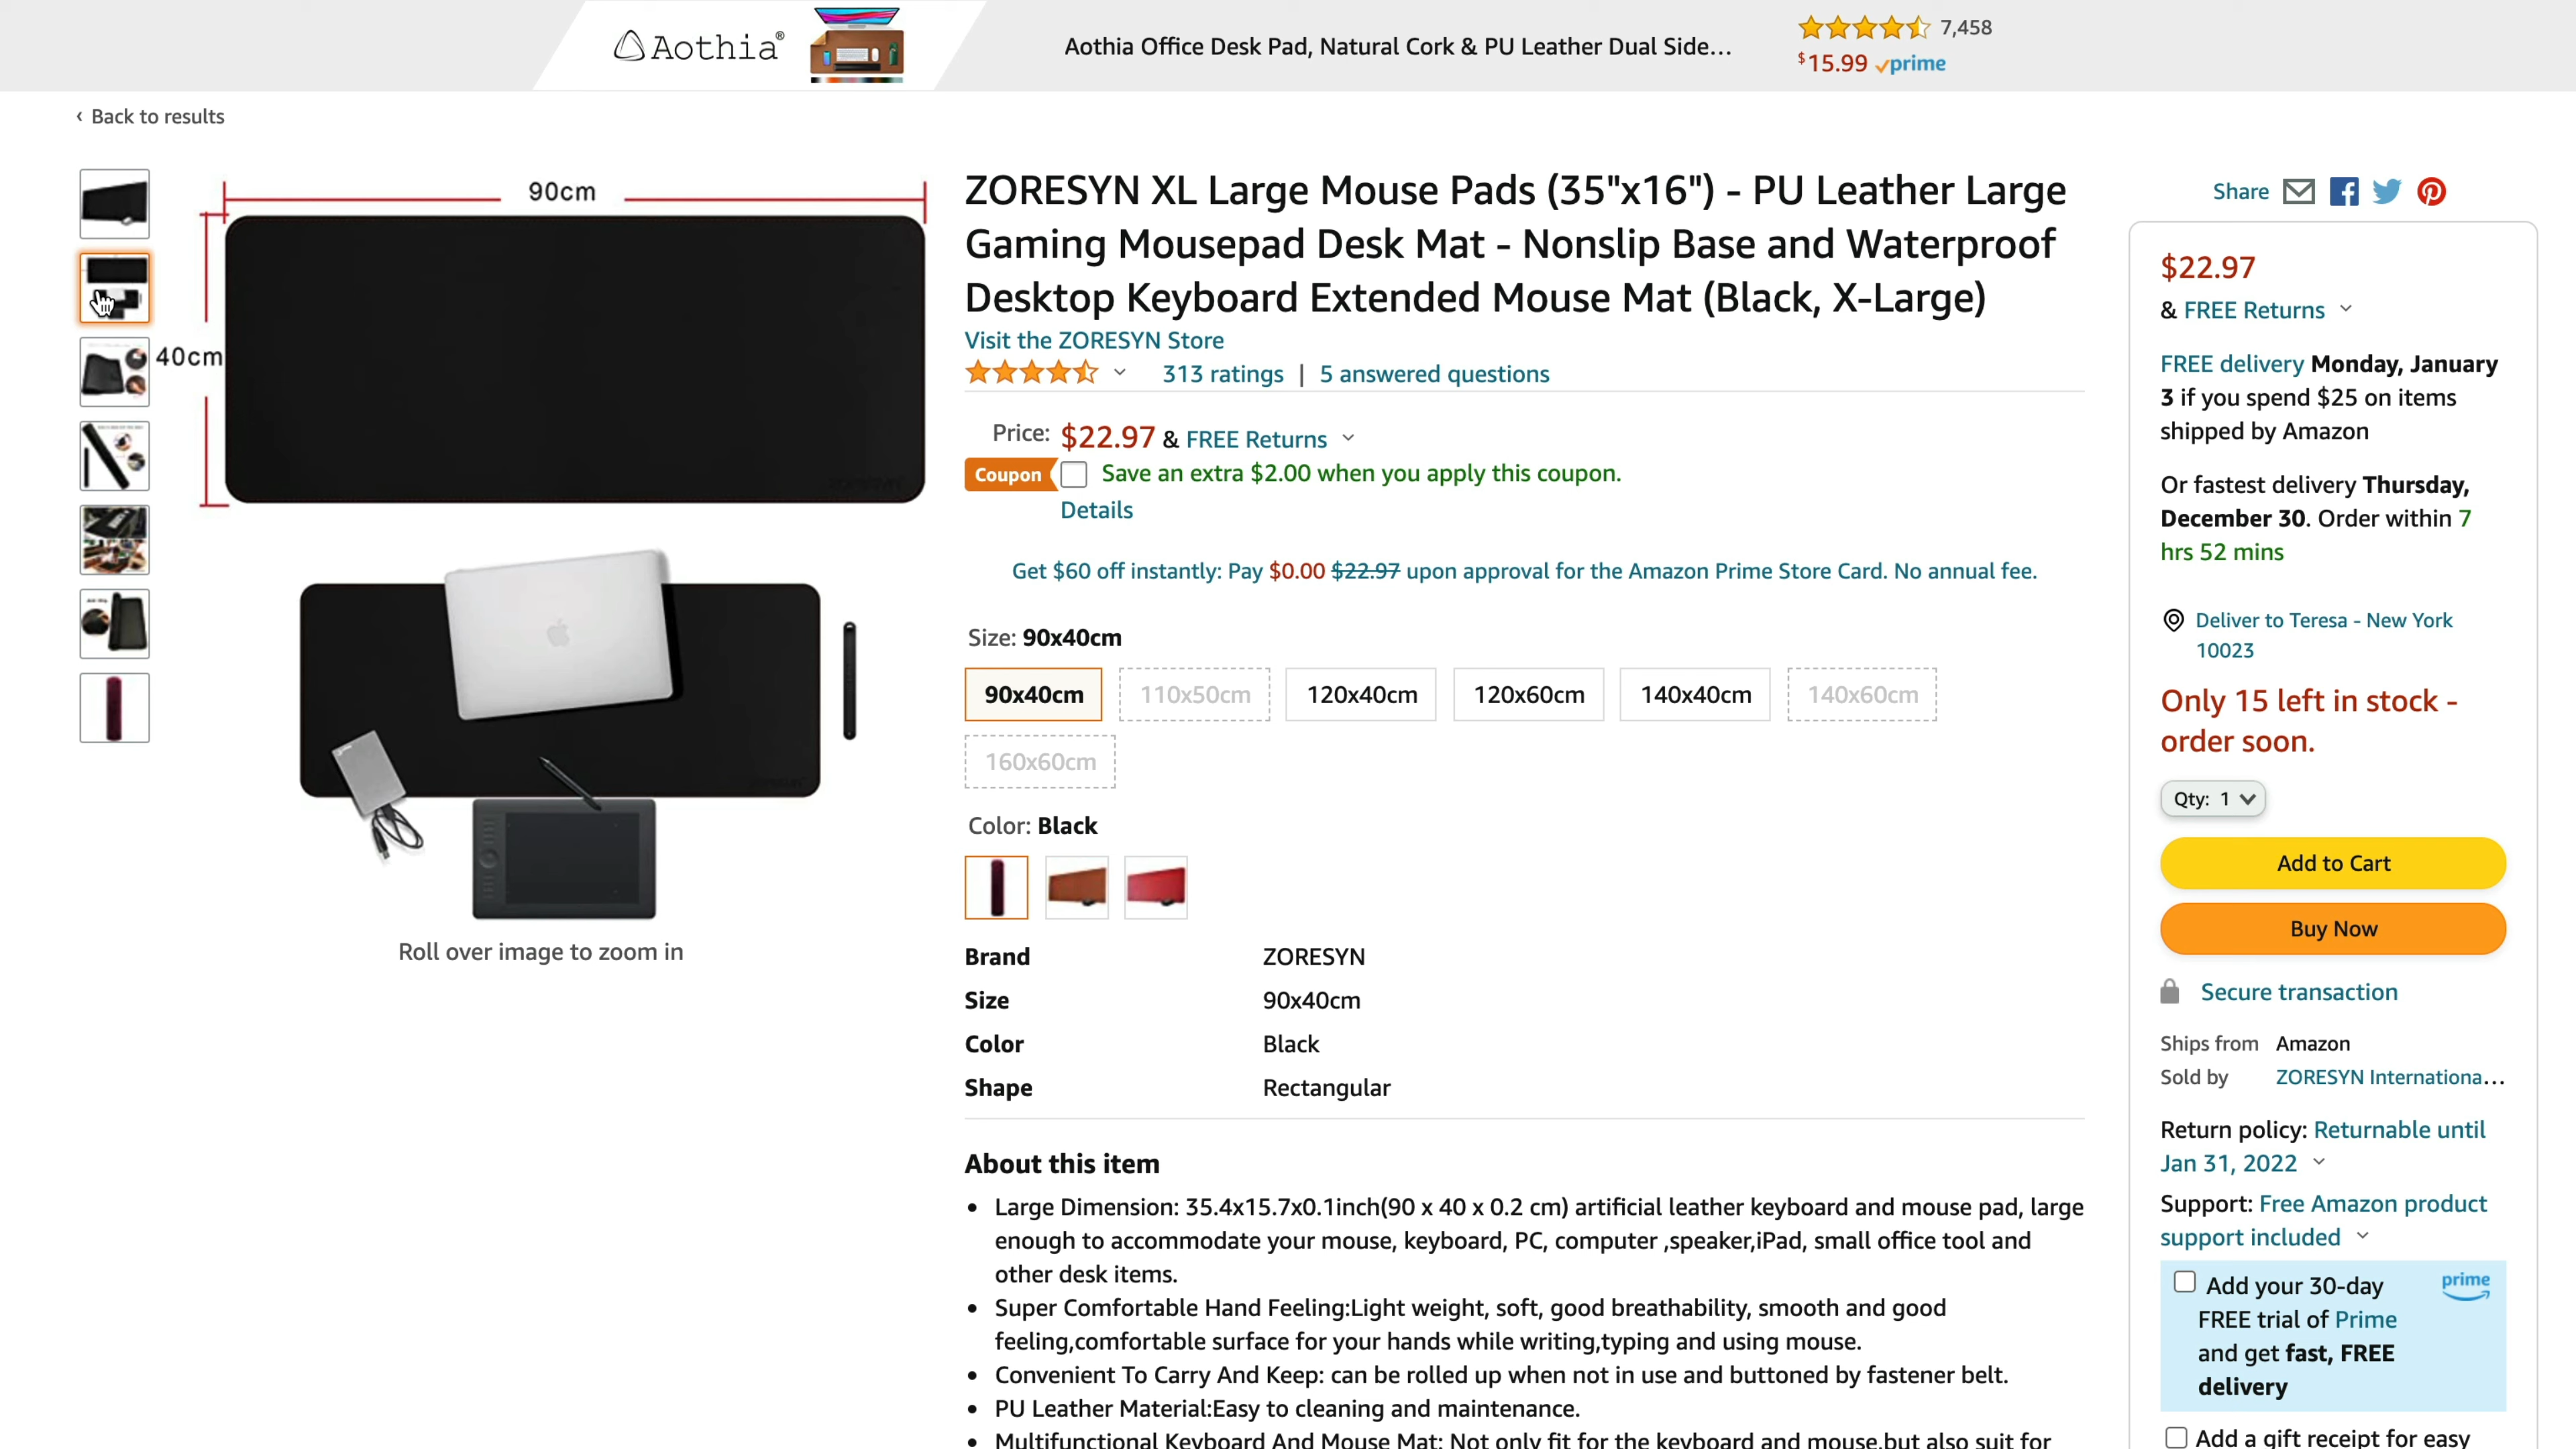 Aothia®
Aothia Office Desk Pad, Natural Cork & PU Leather Dual Side...
7,458
$15.99 prime
‹ Back to results
90cm
40cm
Roll over image to zoom in
ZORESYN XL Large Mouse Pads (35"x16") - PU Leather Large
Gaming Mousepad Desk Mat - Nonslip Base and Waterproof
Desktop Keyboard Extended Mouse Mat (Black, X-Large)
Visit the ZORESYN Store
313 ratings | 5 answered questions
Price: $22.97 & FREE Returns
Coupon Save an extra $2.00 when you apply this coupon.
Details
Get $60 off instantly: Pay $0.00 $22.97 upon approval for the Amazon Prime Store Card. No annual fee.
Size: 90x40cm
90x40cm 110x50cm 120x40cm 120x60cm 140x40cm 140x60cm
160x60cm
Color: Black
Brand ZORESYN
Size 90x40cm
Color Black
Shape Rectangular
About this item
• Large Dimension: 35.4x15.7x0.1inch(90 x 40 x 0.2 cm) artificial leather keyboard and mouse pad, large
enough to accommodate your mouse, keyboard, PC, computer ,speaker,iPad, small office tool and
other desk items.
• Super Comfortable Hand Feeling:Light weight, soft, good breathability, smooth and good
feeling,comfortable surface for your hands while writing,typing and using mouse.
• Convenient To Carry And Keep: can be rolled up when not in use and buttoned by fastener belt.
• PU Leather Material:Easy to cleaning and maintenance.
• Multifunctional Keyboard And Mouse Mat: Not only fit for the keyboard and mouse,but also suit for
Share
$22.97
& FREE Returns
FREE delivery Monday, January
3 if you spend $25 on items
shipped by Amazon
Or fastest delivery Thursday,
December 30. Order within 7
hrs 52 mins
Deliver to Teresa - New York
10023
Only 15 left in stock -
order soon.
Qty: 1
Add to Cart
Buy Now
Secure transaction
Ships from Amazon
Sold by ZORESYN Internationa...
Return policy: Returnable until
Jan 31, 2022
Support: Free Amazon product
support included
Add your 30-day prime
FREE trial of Prime
and get fast, FREE
delivery
Add a gift receipt for easy